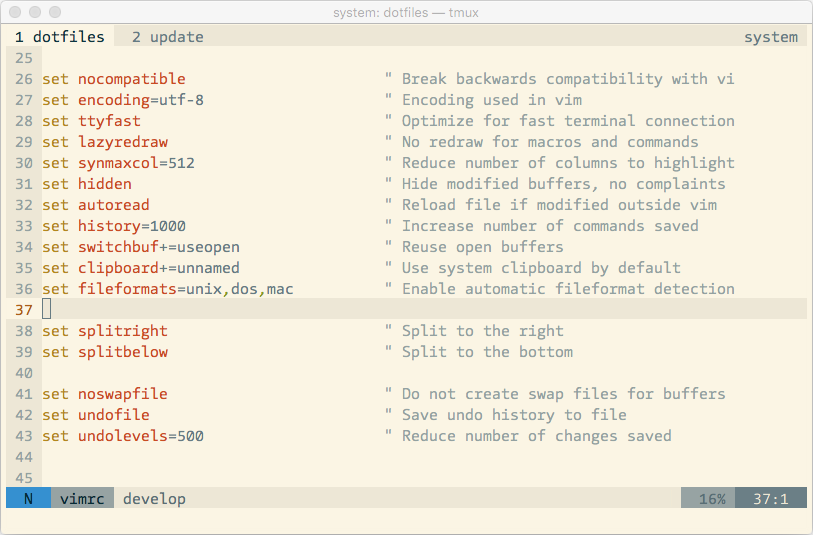 system: dotfiles — tmux
1 dotfiles 2 update system
25
26 set nocompatible " Break backwards compatibility with vi
27 set encoding=utf-8 " Encoding used in vim
28 set ttyfast " Optimize for fast terminal connection
29 set lazyredraw " No redraw for macros and commands
30 set synmaxcol=512 " Reduce number of columns to highlight
31 set hidden " Hide modified buffers, no complaints
32 set autoread " Reload file if modified outside vim
33 set history=1000 " Increase number of commands saved
34 set switchbuf+=useopen " Reuse open buffers
35 set clipboard+=unnamed " Use system clipboard by default
36 set fileformats=unix,dos,mac " Enable automatic fileformat detection
37
38 set splitright " Split to the right
39 set splitbelow " Split to the bottom
40
41 set noswapfile " Do not create swap files for buffers
42 set undofile " Save undo history to file
43 set undolevels=500 " Reduce number of changes saved
44
45
N vimrc develop 16% 37:1